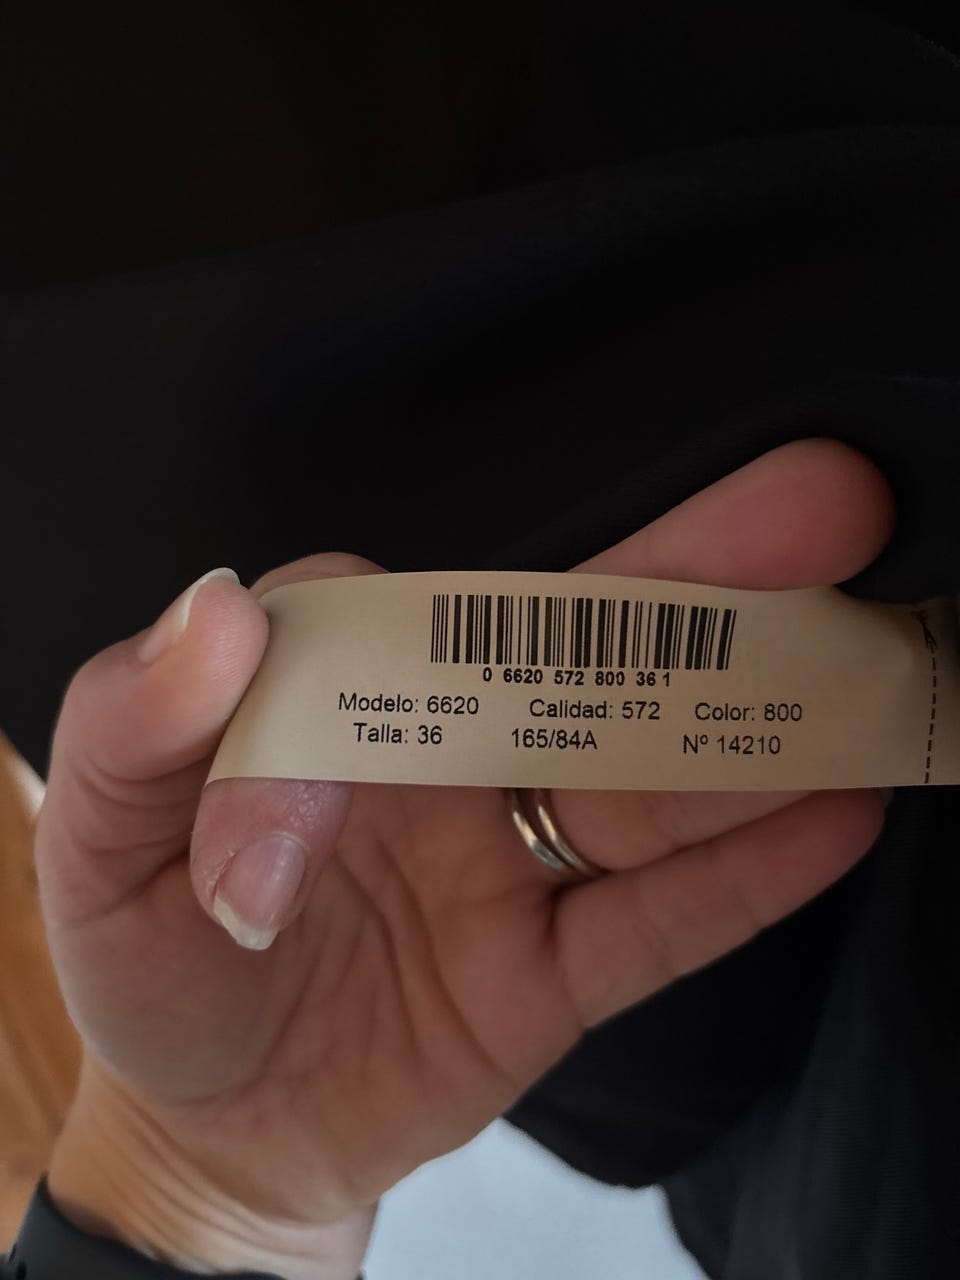 0 6620 572 800 36 1
Modelo: 6620 Calidad: 572 Color: 800
Talla: 36 165/84A Nº 14210